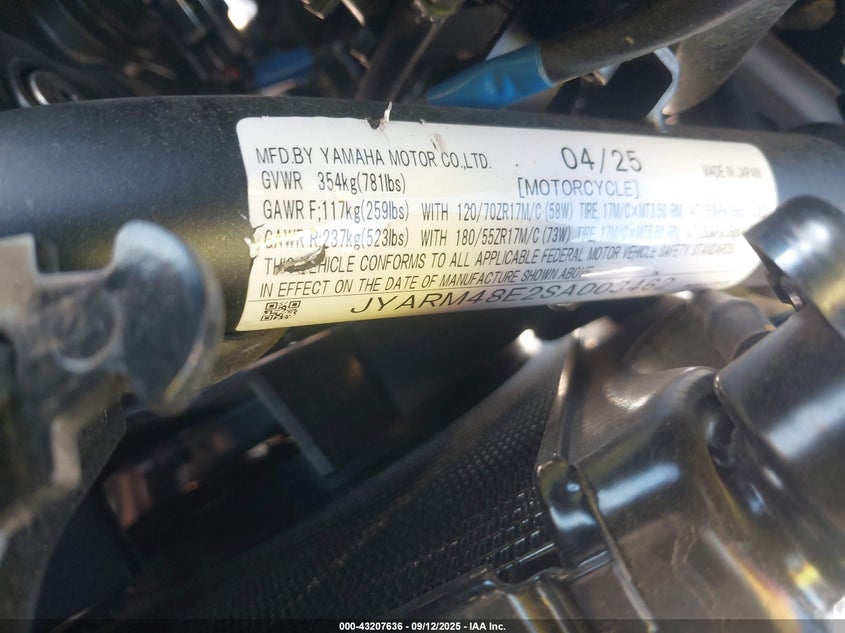 MFD.BY YAMAHA MOTOR CO.,LTD. 04/25 MADE IN JAPAN
GVWR 354kg(781lbs) [MOTORCYCLE]
GAWR F;117kg(259lbs) WITH 120/70ZR17M/C (58W) TIRE, 17M/C×MT3.50 RIM, AT
GAWR R;237kg(523lbs) WITH 180/55ZR17M/C (73W) TIRE, 17M/C×MT5.50 RIM, AT
THIS VEHICLE CONFORMS TO ALL APPLICABLE FEDERAL MOTOR VEHICLE SAFETY STANDARDS
IN EFFECT ON THE DATE OF MANUFACTURE SHOWN ABOVE.
JYARM48E2SA003462
000-43207636 - 09/12/2025 - IAA Inc.